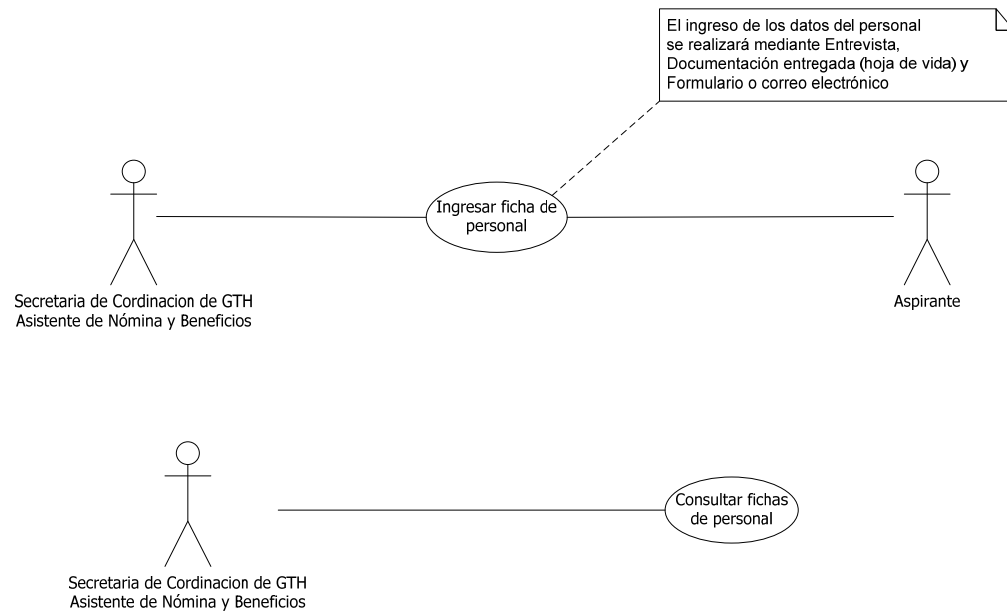 El ingreso de los datos del personal
se realizará mediante Entrevista,
Documentación entregada (hoja de vida) y
Formulario o correo electrónico
Ingresar ficha de
personal
Secretaria de Cordinacion de GTH
Asistente de Nómina y Beneficios
Aspirante
Consultar fichas
de personal
Secretaria de Cordinacion de GTH
Asistente de Nómina y Beneficios